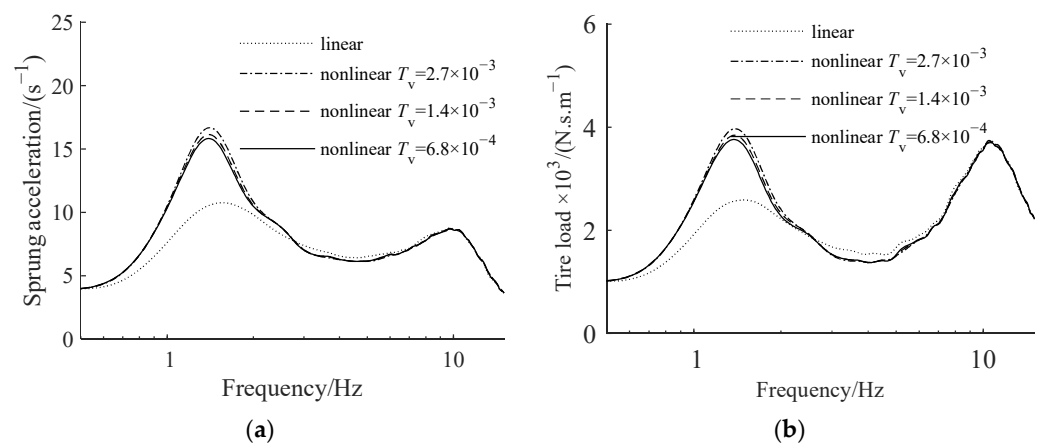 25
20
15
10
5
0
Sprung acceleration/(s⁻¹)
linear
nonlinear Tᵥ=2.7×10⁻³
nonlinear Tᵥ=1.4×10⁻³
nonlinear Tᵥ=6.8×10⁻⁴
1 10
Frequency/Hz
(a)
6
4
2
0
Tire load ×10³/(N.s.m⁻¹)
linear
nonlinear Tᵥ=2.7×10⁻³
nonlinear Tᵥ=1.4×10⁻³
nonlinear Tᵥ=6.8×10⁻⁴
1 10
Frequency/Hz
(b)